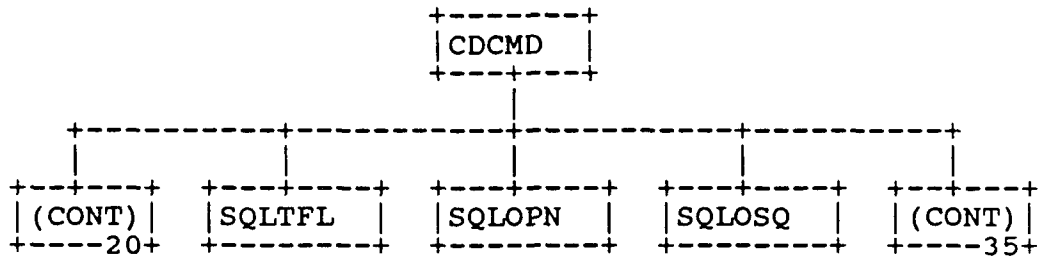 CDCMD
(CONT) SQLTFL SQLOPN SQLOSQ (CONT)
20 35